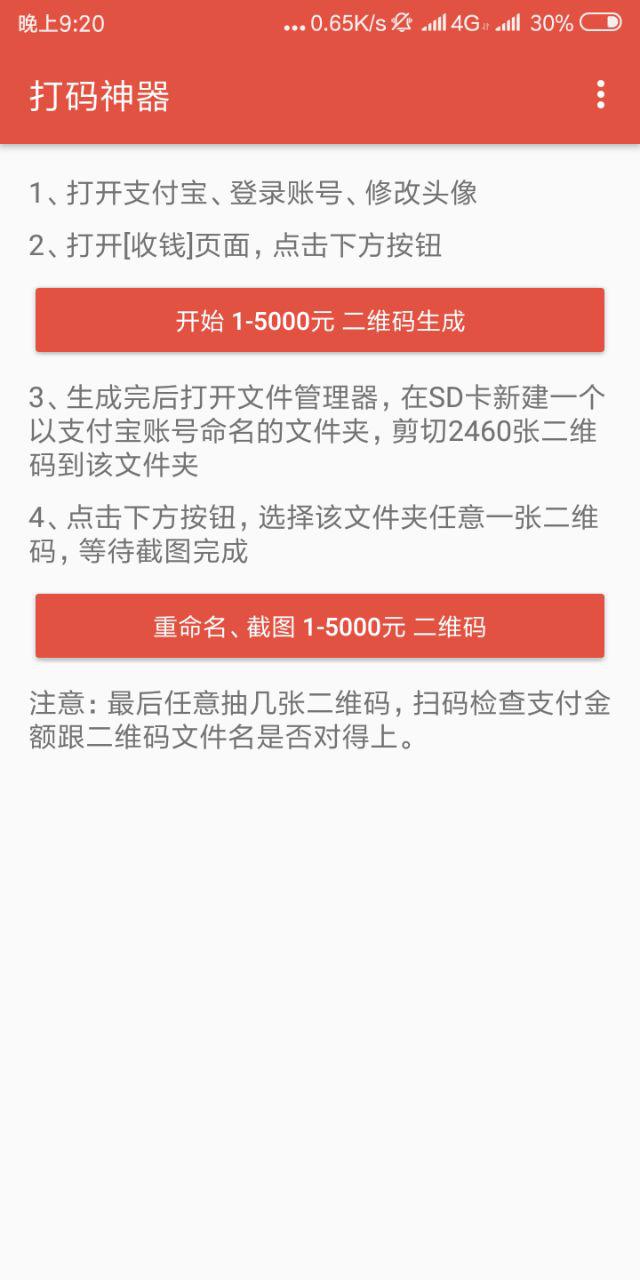 晚上9:20
...0.65K/s 4G 30%
打码神器
1、打开支付宝、登录账号、修改头像
2、打开[收钱]页面，点击下方按钮
开始 1-5000元 二维码生成
3、生成完后打开文件管理器，在SD卡新建一个
以支付宝账号命名的文件夹，剪切2460张二维
码到该文件夹
4、点击下方按钮，选择该文件夹任意一张二维
码，等待截图完成
重命名、截图 1-5000元 二维码
注意：最后任意抽几张二维码，扫码检查支付金
额跟二维码文件名是否对得上。